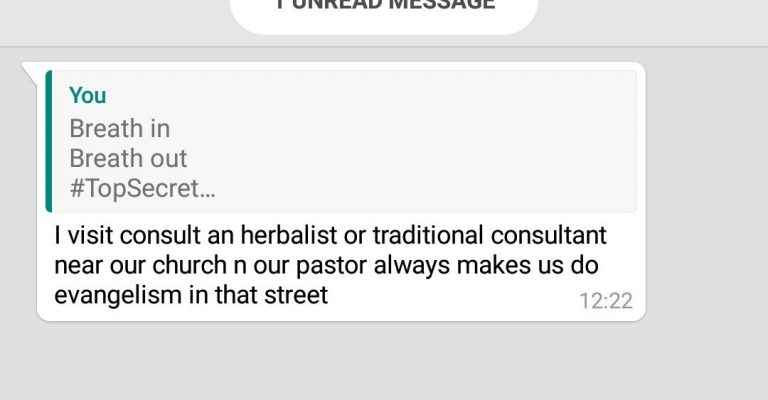 1 UNREAD MESSAGE
You
Breath in
Breath out
#TopSecret...
I visit consult an herbalist or traditional consultant
near our church n our pastor always makes us do
evangelism in that street
12:22